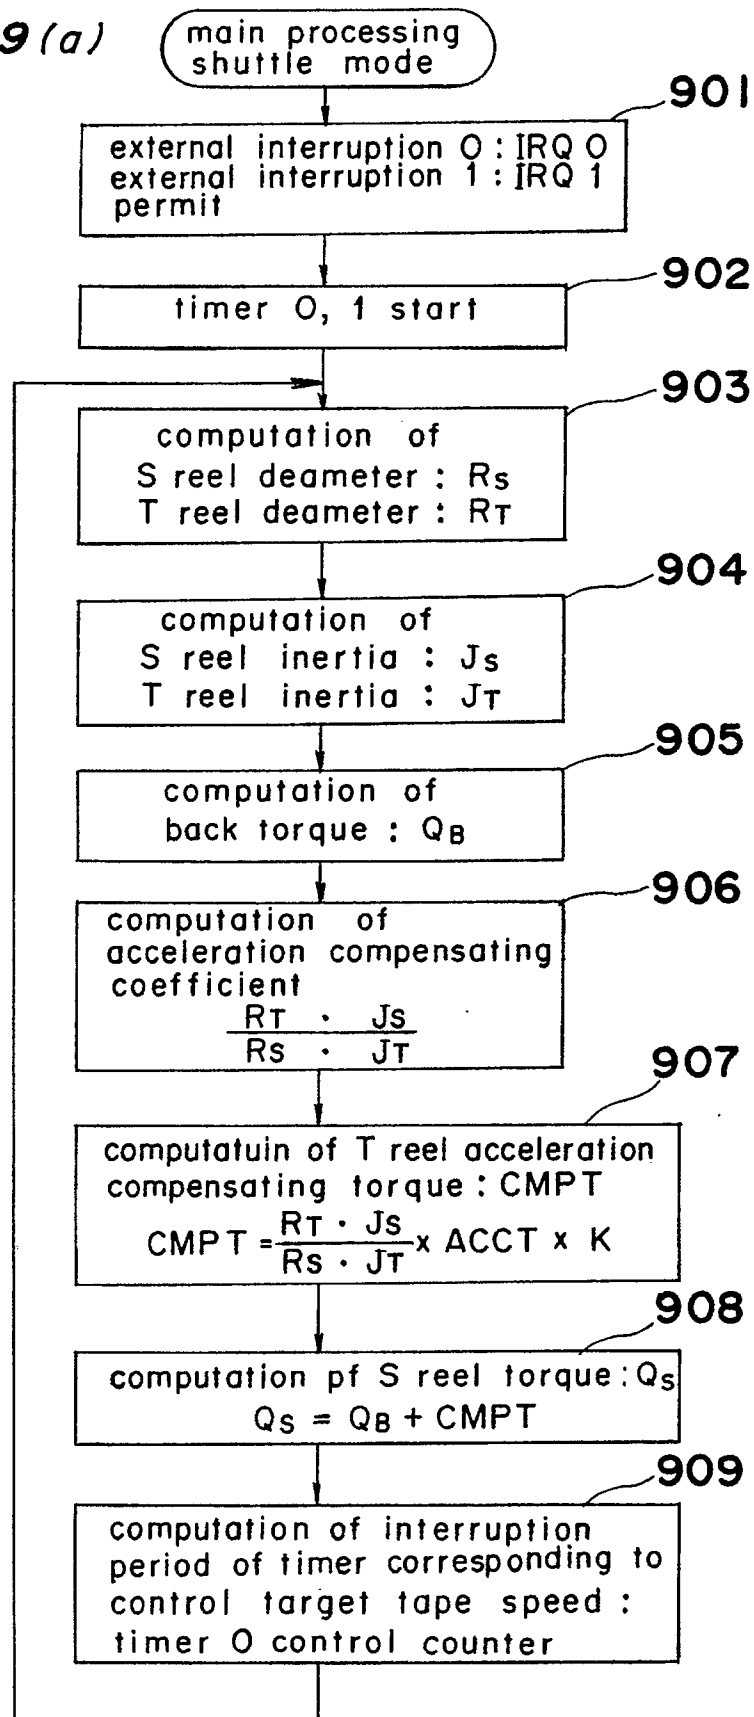 9 (a)
main processing
shuttle mode
901
external interruption 0 : IRQ 0
external interruption 1 : IRQ 1
permit
902
timer 0, 1 start
903
computation of
S reel deameter : RS
T reel deameter : RT
904
computation of
S reel inertia : JS
T reel inertia : JT
905
computation of
back torque : QB
906
computation of
acceleration compensating
coefficient
RT · JS
RS · JT
907
computatuin of T reel acceleration
compensating torque : CMPT
CMPT = RT · JS / RS · JT x ACCT x K
908
computation pf S reel torque : QS
QS = QB + CMPT
909
computation of interruption
period of timer corresponding to
control target tape speed :
timer 0 control counter